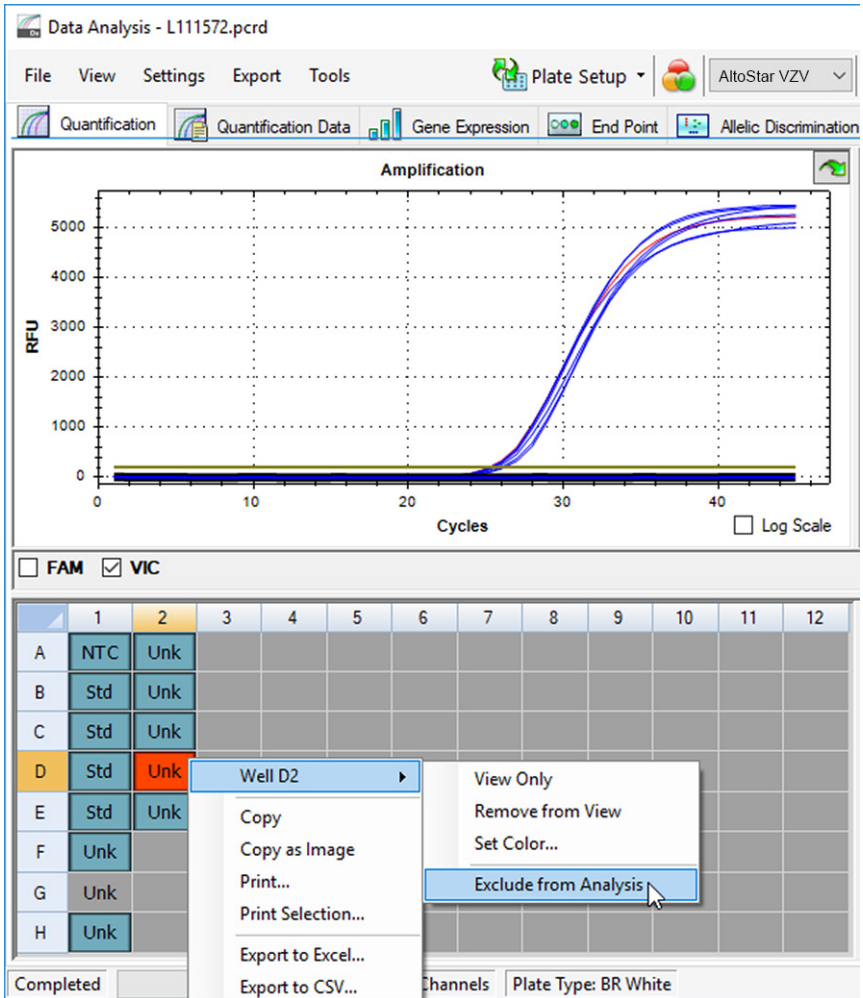 Data Analysis - L111572.pcrd
File View Settings Export Tools Plate Setup AltoStar VZV
Quantification Quantification Data Gene Expression End Point Allelic Discrimination
Amplification
5000
4000
3000
2000
1000
0
RFU
0 10 20 30 40
Cycles
Log Scale
FAM VIC
1 2 3 4 5 6 7 8 9 10 11 12
A NTC Unk
B Std Unk
C Std Unk
D Std Unk
E Std Unk
F Unk
G Unk
H Unk
Well D2
Copy
Copy as Image
Print...
Print Selection...
Export to Excel...
Export to CSV...
View Only
Remove from View
Set Color...
Exclude from Analysis
Completed Channels Plate Type: BR White